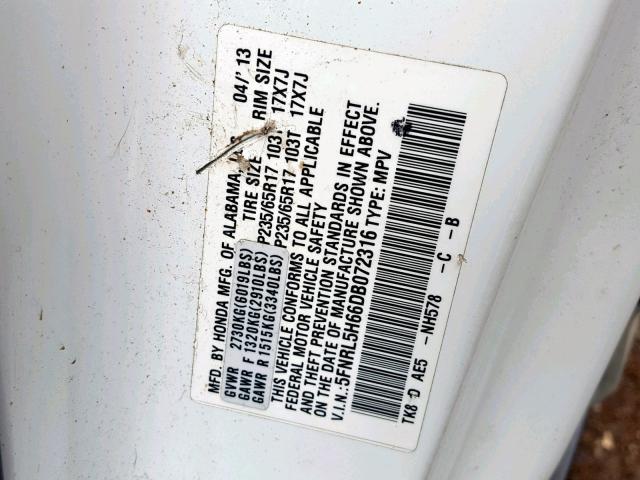 MFD. BY HONDA MFG. OF ALABAMA, 04/ 13
GVWR 2730KG(6019LBS) TIRE SIZE RIM SIZE
GAWR F 1320KG(2910LBS) P235/65R17 103T 17X7J
GAWR R 1515KG(3340LBS) P235/65R17 103T 17X7J
THIS VEHICLE CONFORMS TO ALL APPLICABLE
FEDERAL MOTOR VEHICLE SAFETY
AND THEFT PREVENTION STANDARDS IN EFFECT
ON THE DATE OF MANUFACTURE SHOWN ABOVE.
V.I.N.:5FNRL5H66DB072316 TYPE: MPV
TK8 D AE5 -NH578 -C -B